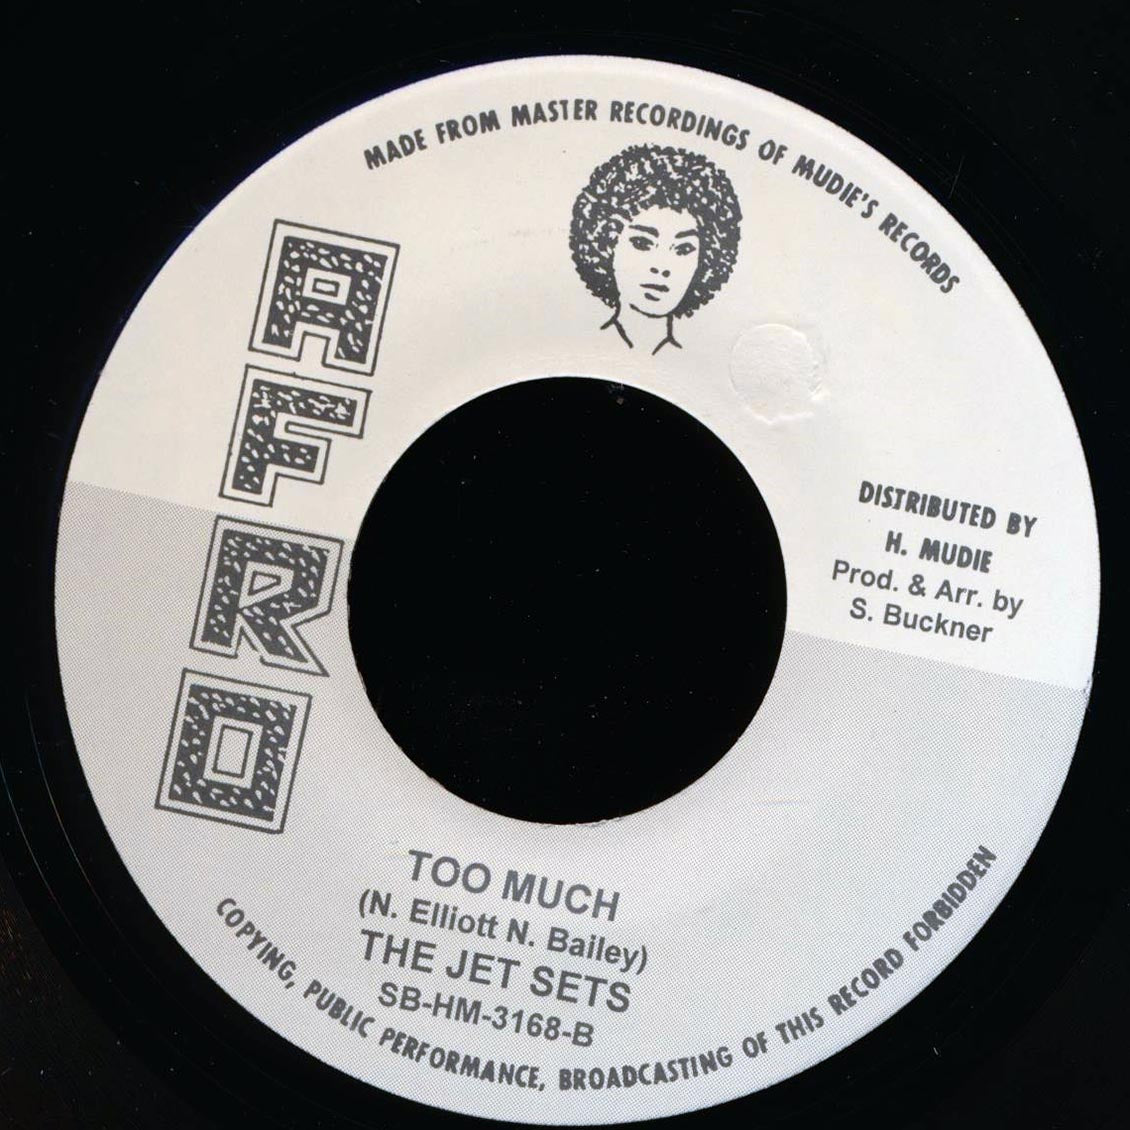 MADE FROM MASTER RECORDINGS OF MUDIE'S RECORDS
AFRO
DISTRIBUTED BY
H. MUDIE
Prod. & Arr. by
S. Buckner
TOO MUCH
(N. Elliott N. Bailey)
THE JET SETS
SB-HM-3168-B
COPYING, PUBLIC PERFORMANCE, BROADCASTING OF THIS RECORD FORBIDDEN